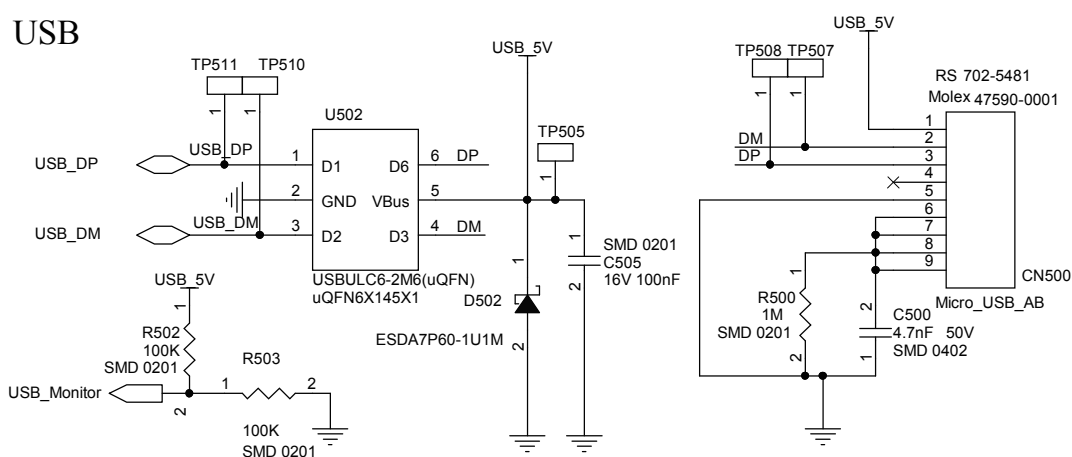 USB
TP511
TP510
1
1
USB_DP
USB_DP
U502
1
D1
D6
6
DP
2
GND
VBus
5
USB_DM
USB_DM
3
D2
D3
4
DM
USBULC6-2M6(uQFN)
uQFN6X145X1
USB_5V
TP505
1
1
SMD 0201
C505
16V 100nF
2
1
D502
ESDA7P60-1U1M
2
USB_5V
1
R502
100K
SMD 0201
2
USB_Monitor
R503
1
2
100K
SMD 0201
USB_5V
TP508
TP507
1
1
RS 702-5481
Molex 47590-0001
DM
DP
1
2
3
4
5
6
7
8
9
CN500
Micro_USB_AB
1
R500
1M
SMD 0201
2
2
C500
4.7nF 50V
SMD 0402
1